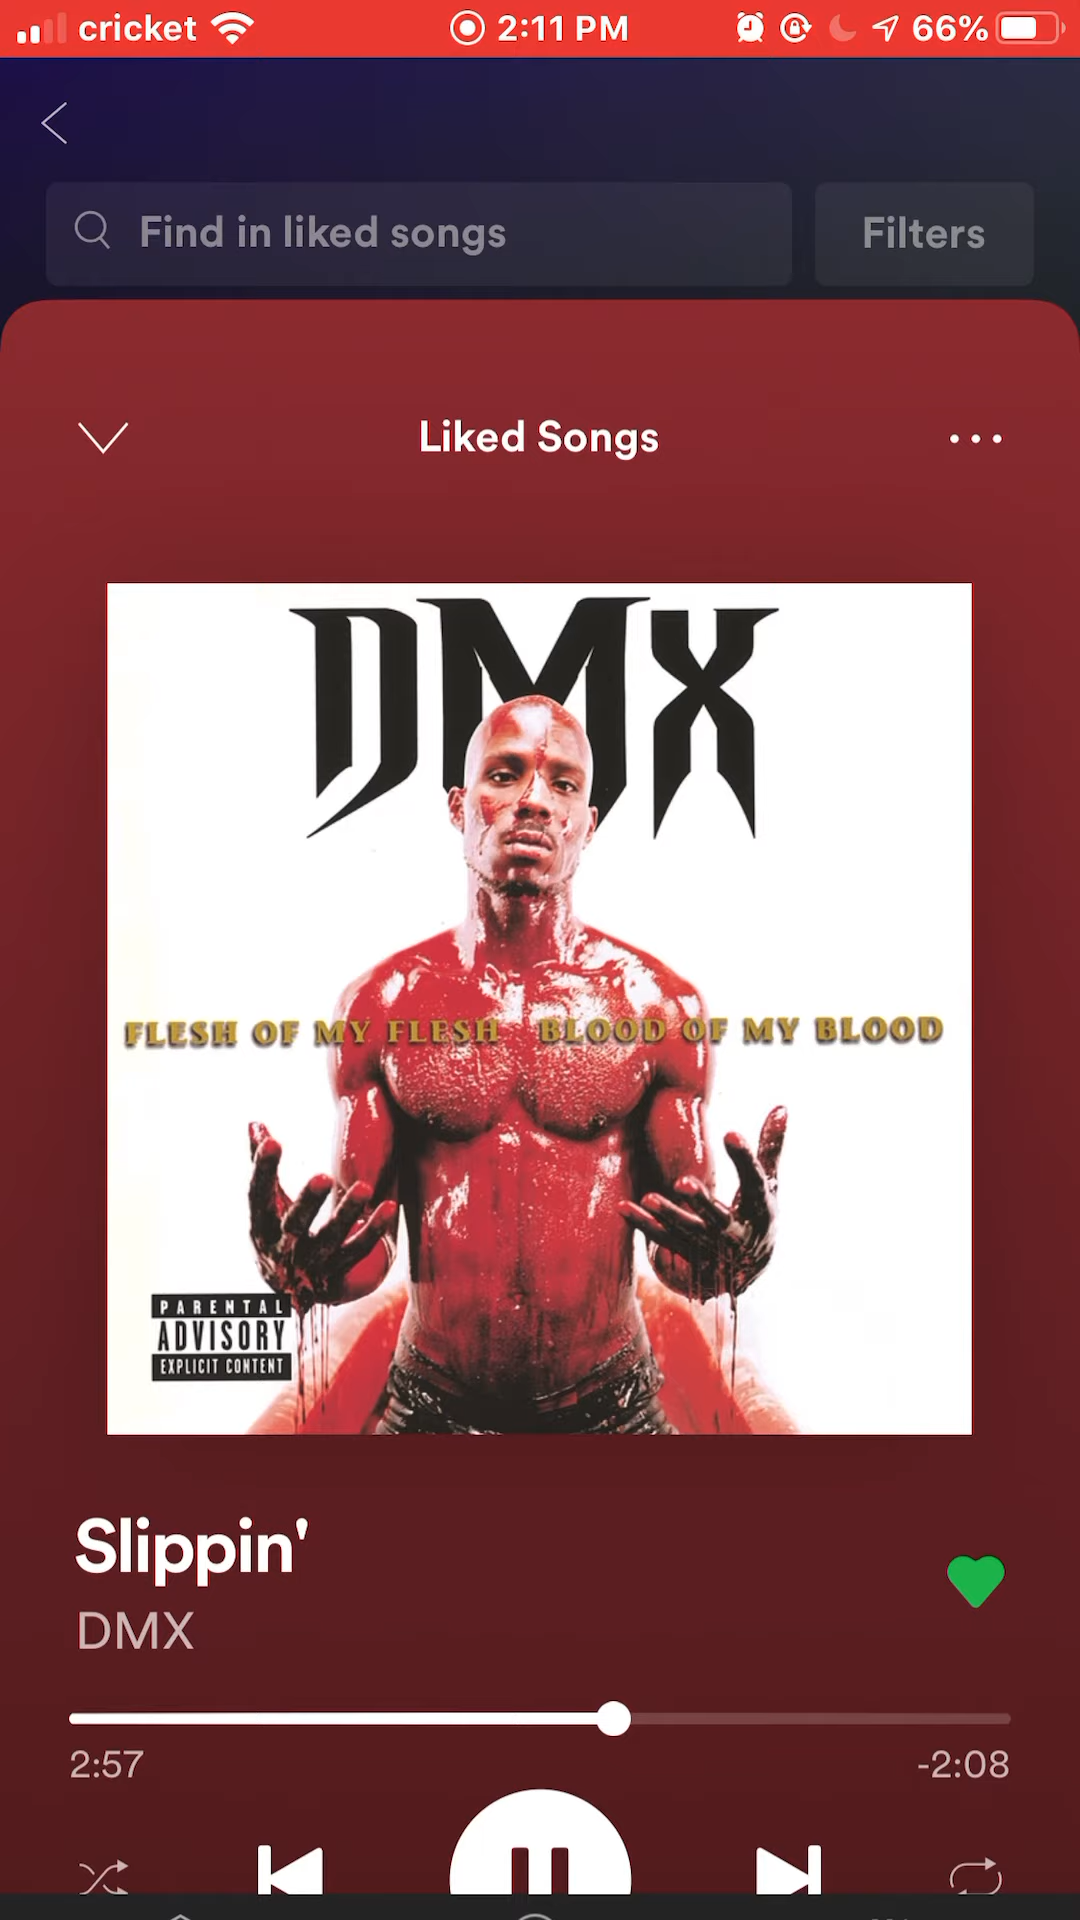 cricket 2:11 PM 66%
Find in liked songs Filters
Liked Songs
DMX
FLESH OF MY FLESH BLOOD OF MY BLOOD
PARENTAL
ADVISORY
EXPLICIT CONTENT
Slippin'
DMX
2:57 -2:08